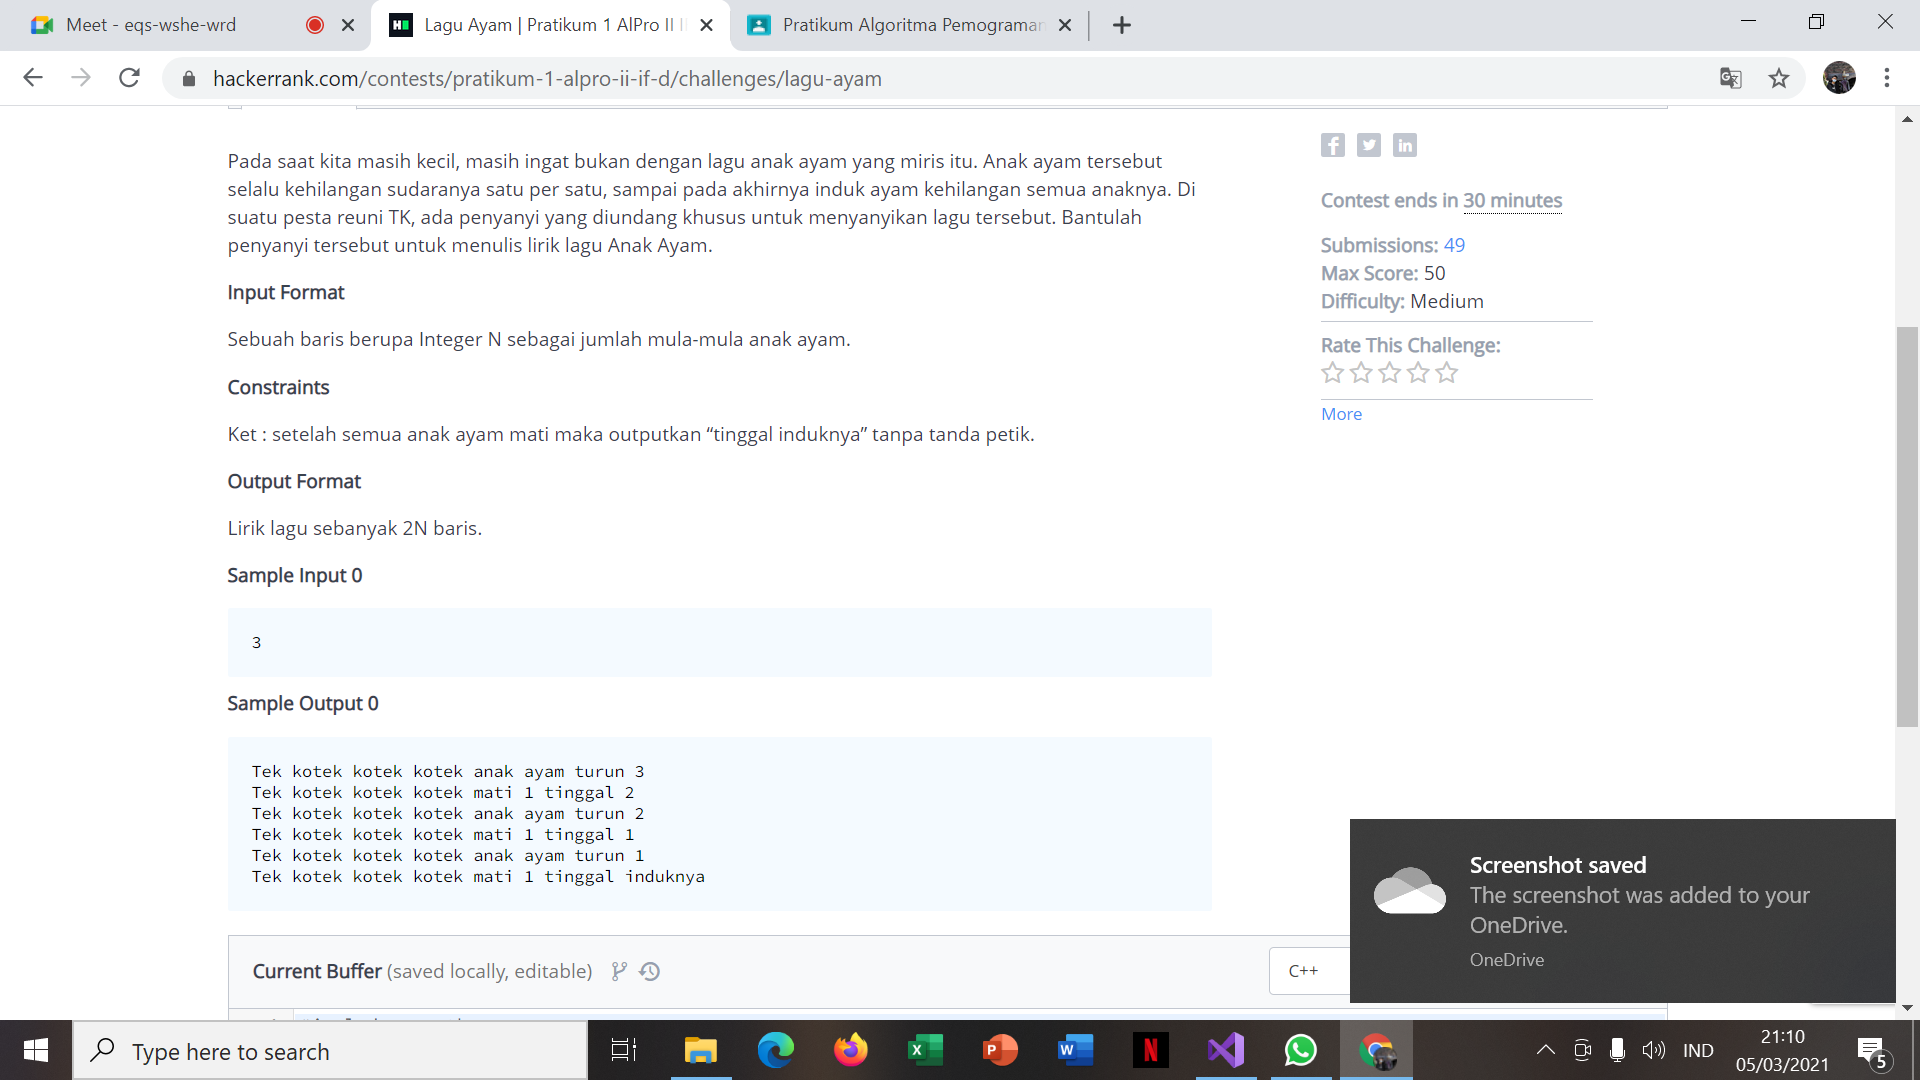 Meet - eqs-wshe-wrd
Lagu Ayam | Pratikum 1 AlPro II I
Pratikum Algoritma Pemograman
hackerrank.com/contests/pratikum-1-alpro-ii-if-d/challenges/lagu-ayam
Pada saat kita masih kecil, masih ingat bukan dengan lagu anak ayam yang miris itu. Anak ayam tersebut
selalu kehilangan sudaranya satu per satu, sampai pada akhirnya induk ayam kehilangan semua anaknya. Di
suatu pesta reuni TK, ada penyanyi yang diundang khusus untuk menyanyikan lagu tersebut. Bantulah
penyanyi tersebut untuk menulis lirik lagu Anak Ayam.
Input Format
Sebuah baris berupa Integer N sebagai jumlah mula-mula anak ayam.
Constraints
Ket : setelah semua anak ayam mati maka outputkan “tinggal induknya” tanpa tanda petik.
Output Format
Lirik lagu sebanyak 2N baris.
Sample Input 0
3
Sample Output 0
Tek kotek kotek kotek anak ayam turun 3
Tek kotek kotek kotek mati 1 tinggal 2
Tek kotek kotek kotek anak ayam turun 2
Tek kotek kotek kotek mati 1 tinggal 1
Tek kotek kotek kotek anak ayam turun 1
Tek kotek kotek kotek mati 1 tinggal induknya
Contest ends in 30 minutes
Submissions: 49
Max Score: 50
Difficulty: Medium
Rate This Challenge:
More
Current Buffer (saved locally, editable)
C++
Screenshot saved
The screenshot was added to your
OneDrive.
OneDrive
Type here to search
IND
21:10
05/03/2021
5